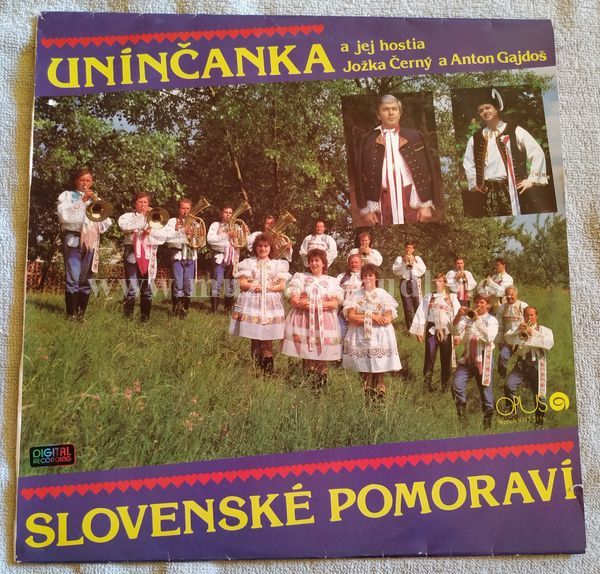 UNÍNČANKA
a jej hostia
Jožka Černý a Anton Gajdoš
OPUS
DIGITAL
RECORDING
SLOVENSKÉ POMORAVÍ